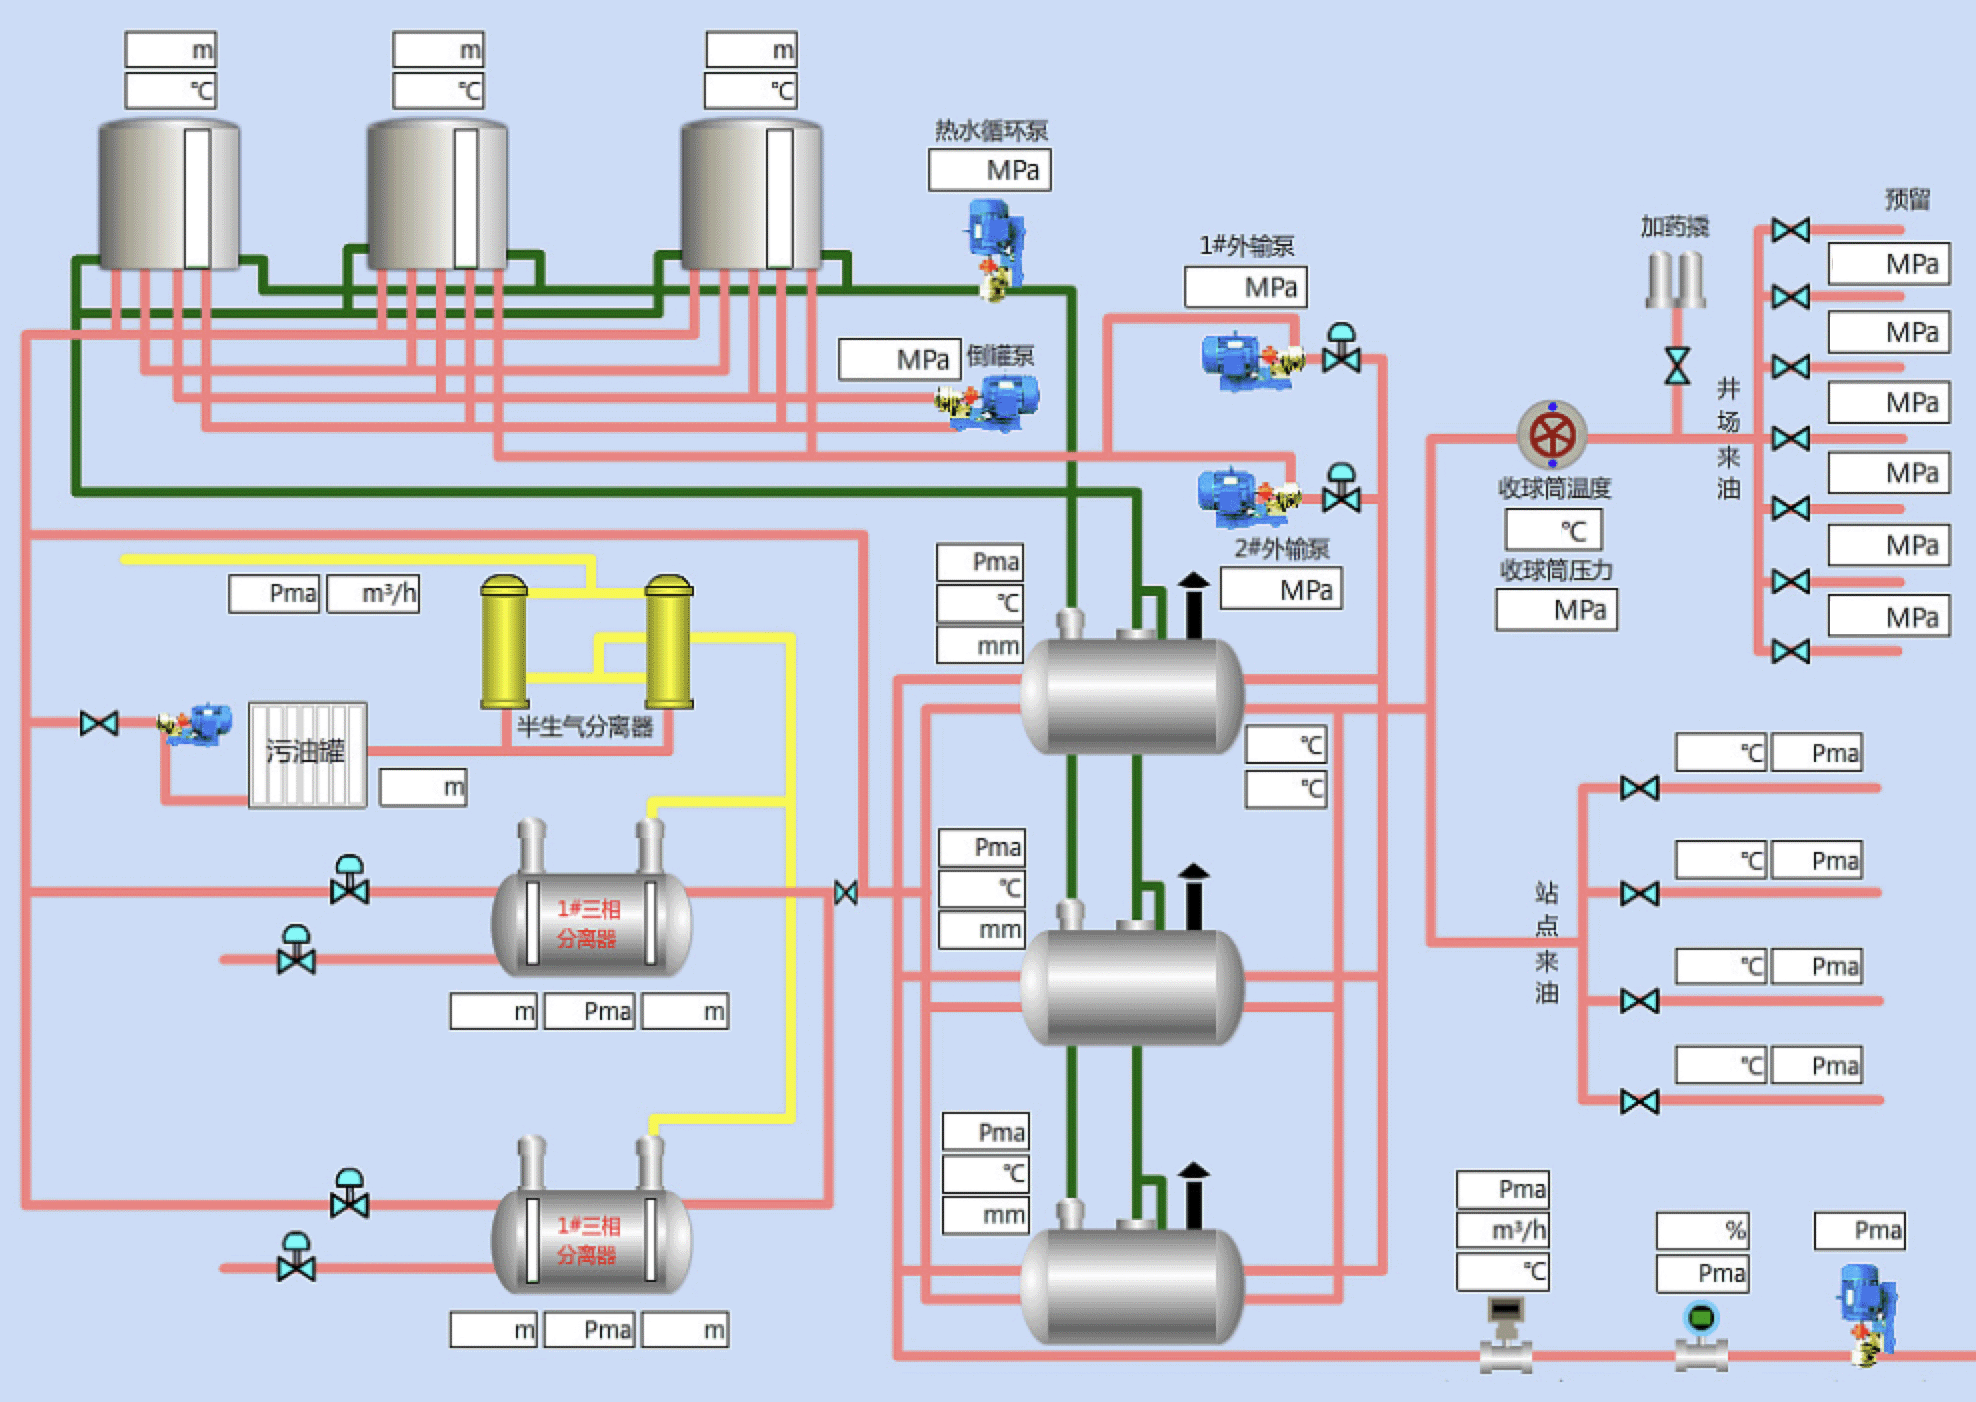 m
m
m
℃
℃
℃
热水循环泵
MPa
预留
加药撬
1#外输泵
MPa
MPa
MPa
MPa
倒罐泵
MPa
MPa
井
场
来
油
收球筒温度
℃
收球筒压力
MPa
MPa
MPa
2#外输泵
MPa
Pma
m³/h
Pma
℃
mm
半生气分离器
污油罐
m
℃
℃
℃
Pma
Pma
℃
mm
℃
Pma
站
点
来
油
1#三相
分离器
m
Pma
m
℃
Pma
℃
Pma
Pma
℃
mm
1#三相
分离器
m
Pma
m
Pma
m³/h
℃
%
Pma
Pma
MPa